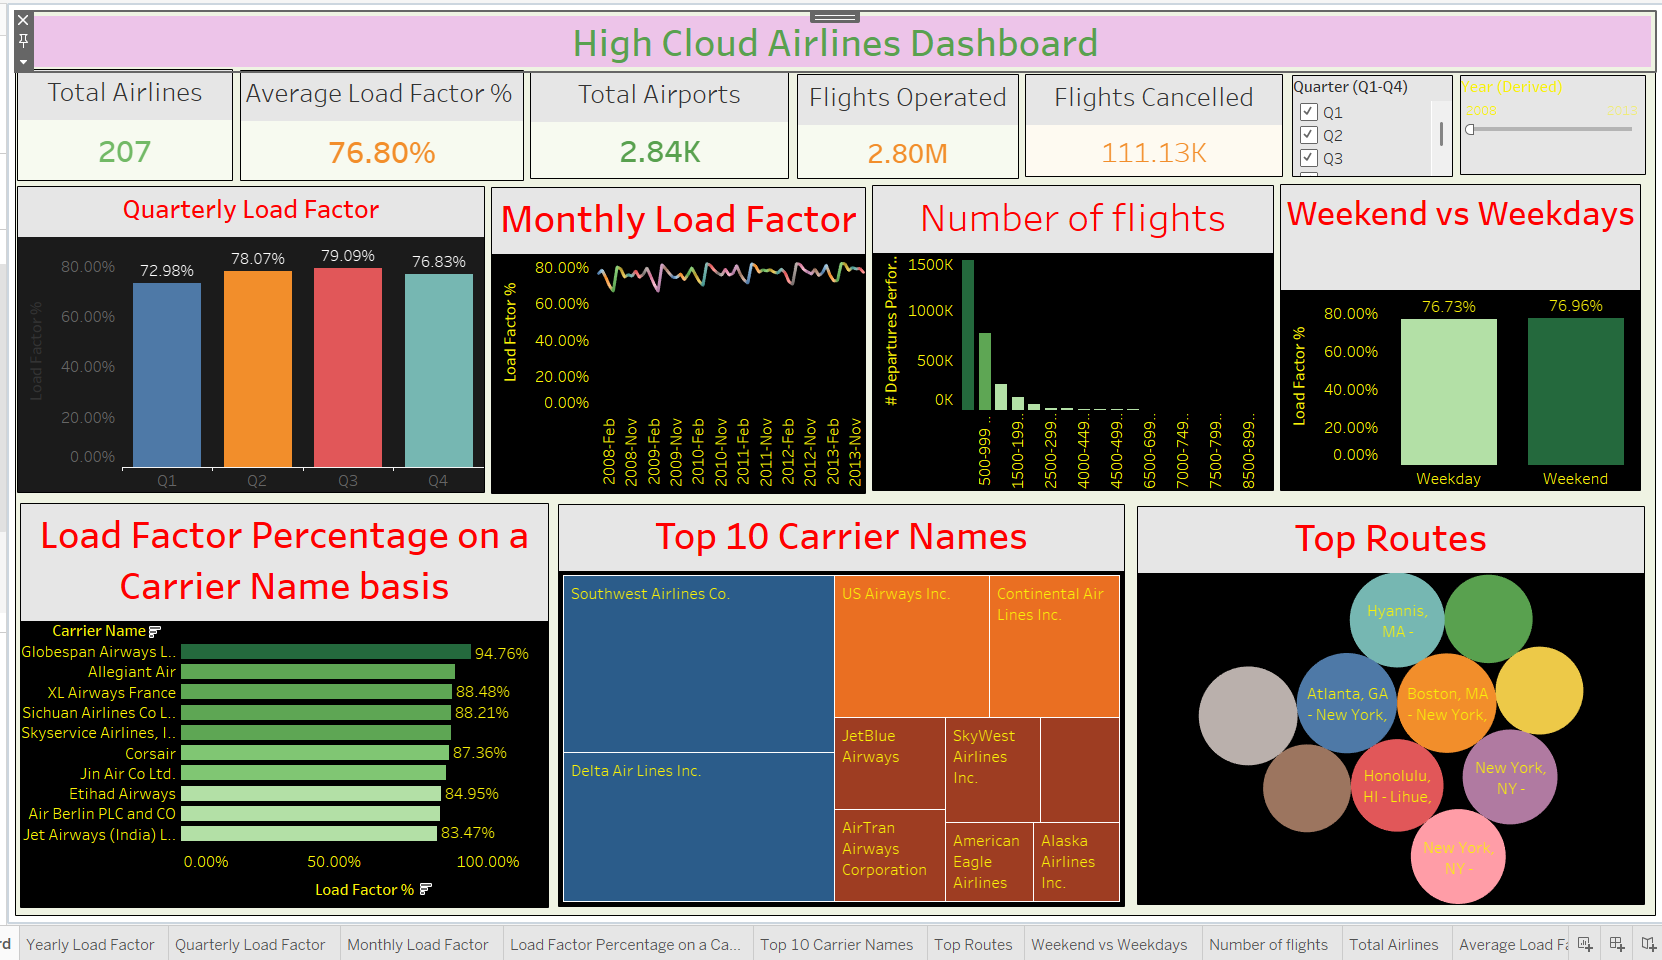 High Cloud Airlines Dashboard
Total Airlines
207
Average Load Factor %
76.80%
Total Airports
2.84K
Flights Operated
2.80M
Flights Cancelled
111.13K
Quarter (Q1-Q4)
Q1
Q2
Q3
Year (Derived)
2008
Quarterly Load Factor
Load Factor %
80.00%
60.00%
40.00%
20.00%
0.00%
72.98%
78.07%
79.09%
76.83%
Q1
Q2
Q3
Q4
Monthly Load Factor
Load Factor %
80.00%
60.00%
40.00%
20.00%
0.00%
2008-Feb
2008-Nov
2009-Feb
2009-Nov
2010-Feb
2010-Nov
2011-Feb
2011-Nov
2012-Feb
2012-Nov
2013-Feb
2013-Nov
Number of flights
# Departures Perfor..
1500K
1000K
500K
0K
500-999 ..
1500-199..
2500-299..
4000-449..
4500-499..
6500-699..
7000-749..
7500-799..
8500-899..
Weekend vs Weekdays
Load Factor %
80.00%
60.00%
40.00%
20.00%
0.00%
76.73%
76.96%
Weekday
Weekend
Load Factor Percentage on a
Carrier Name basis
Carrier Name
Globespan Airways L..
94.76%
Allegiant Air
XL Airways France
88.48%
Sichuan Airlines Co L..
88.21%
Skyservice Airlines, I..
Corsair
87.36%
Jin Air Co Ltd.
Etihad Airways
84.95%
Air Berlin PLC and CO
Jet Airways (India) L..
83.47%
0.00%
50.00%
100.00%
Load Factor %
Top 10 Carrier Names
Southwest Airlines Co.
Delta Air Lines Inc.
US Airways Inc.
Continental Air
Lines Inc.
JetBlue
Airways
SkyWest
Airlines
Inc.
AirTran
Airways
Corporation
American
Eagle
Airlines
Alaska
Airlines
Inc.
Top Routes
Hyannis,
MA -
Atlanta, GA
- New York,
Boston, MA
- New York,
Honolulu,
HI - Lihue,
New York,
NY -
New York,
NY -
rd
Yearly Load Factor
Quarterly Load Factor
Monthly Load Factor
Load Factor Percentage on a Ca...
Top 10 Carrier Names
Top Routes
Weekend vs Weekdays
Number of flights
Total Airlines
Average Load Fa